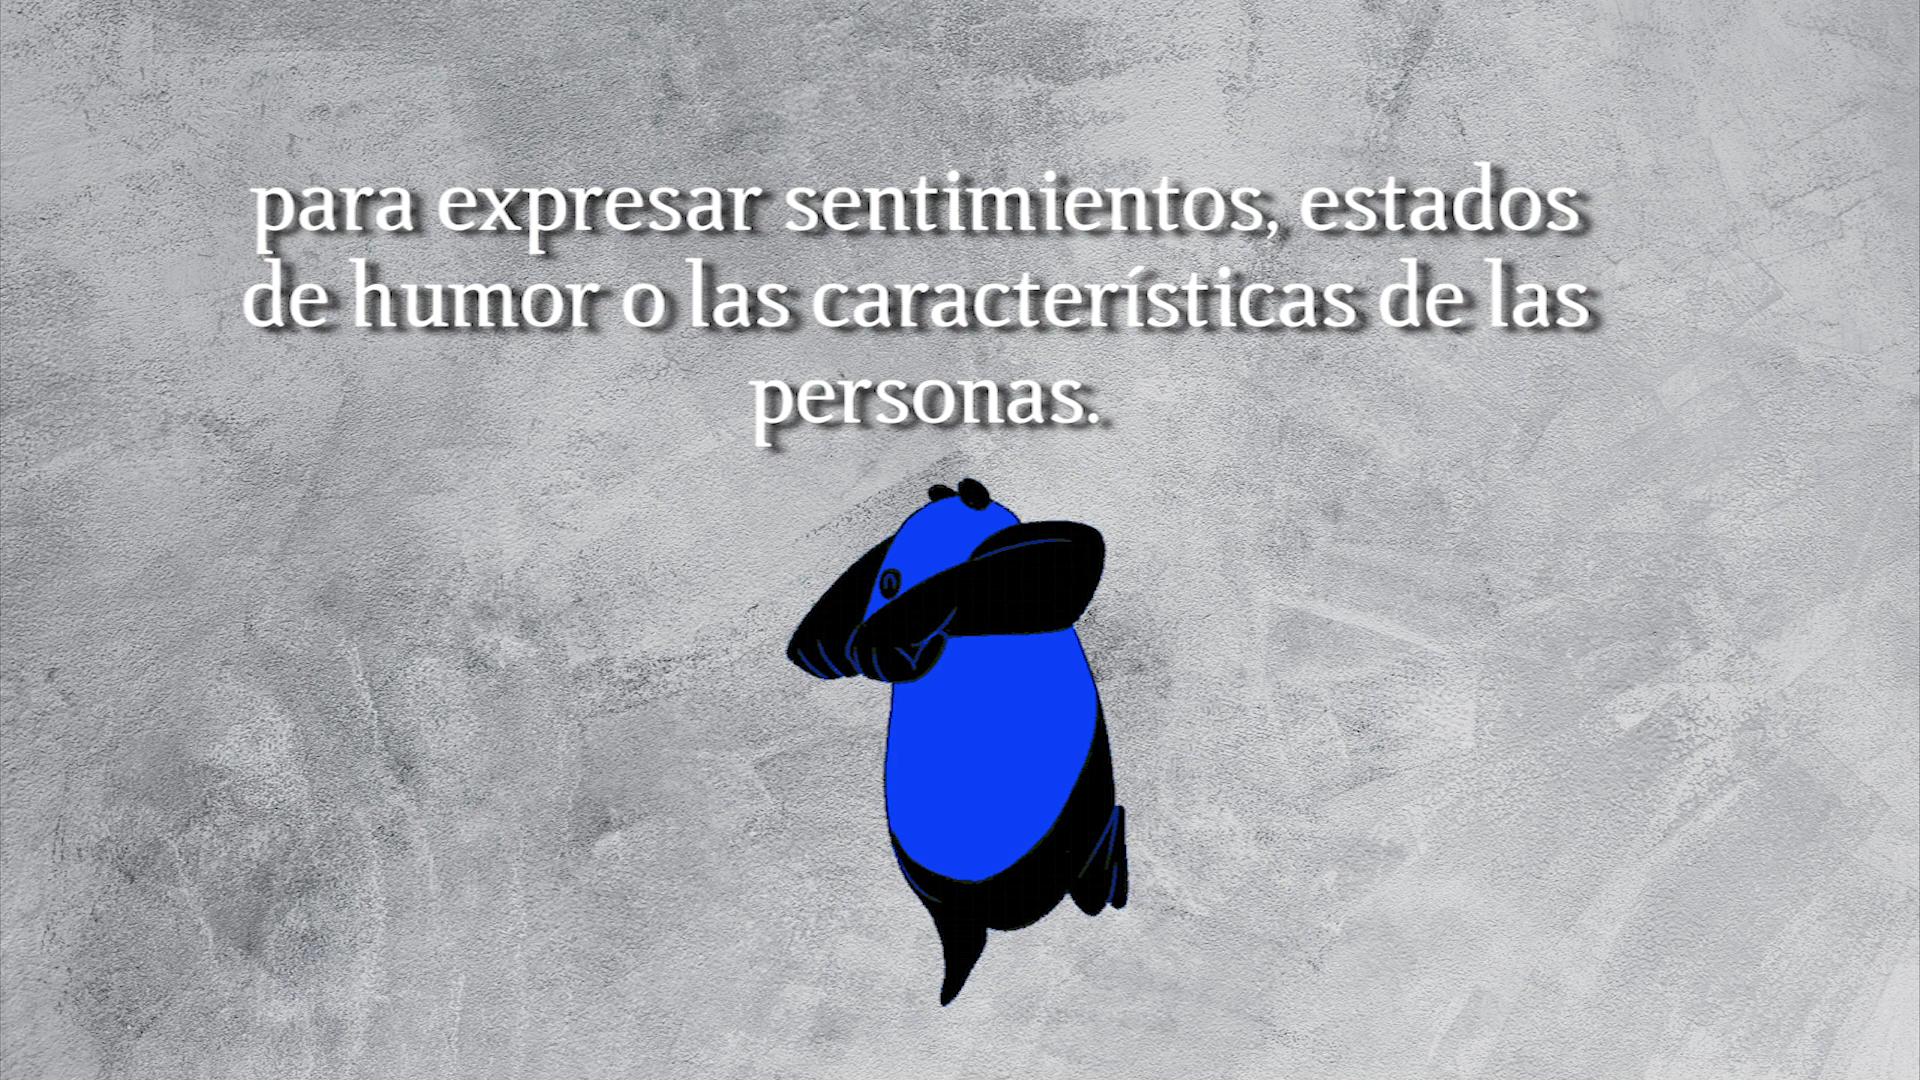 para expresar sentimientos, estados
de humor o las características de las
personas.